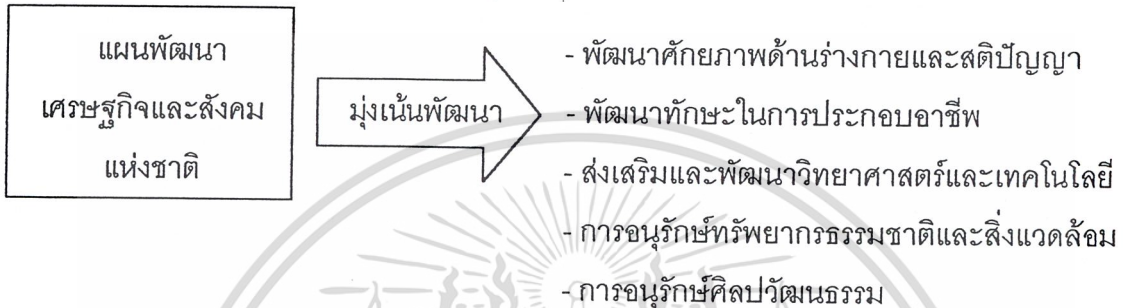 แผนพัฒนา
เศรษฐกิจและสังคม
แห่งชาติ
มุ่งเน้นพัฒนา
- พัฒนาศักยภาพด้านร่างกายและสติปัญญา
- พัฒนาทักษะในการประกอบอาชีพ
- ส่งเสริมและพัฒนาวิทยาศาสตร์และเทคโนโลยี
- การอนุรักษ์ทรัพยากรธรรมชาติและสิ่งแวดล้อม
- การอนุรักษ์ศิลปวัฒนธรรม